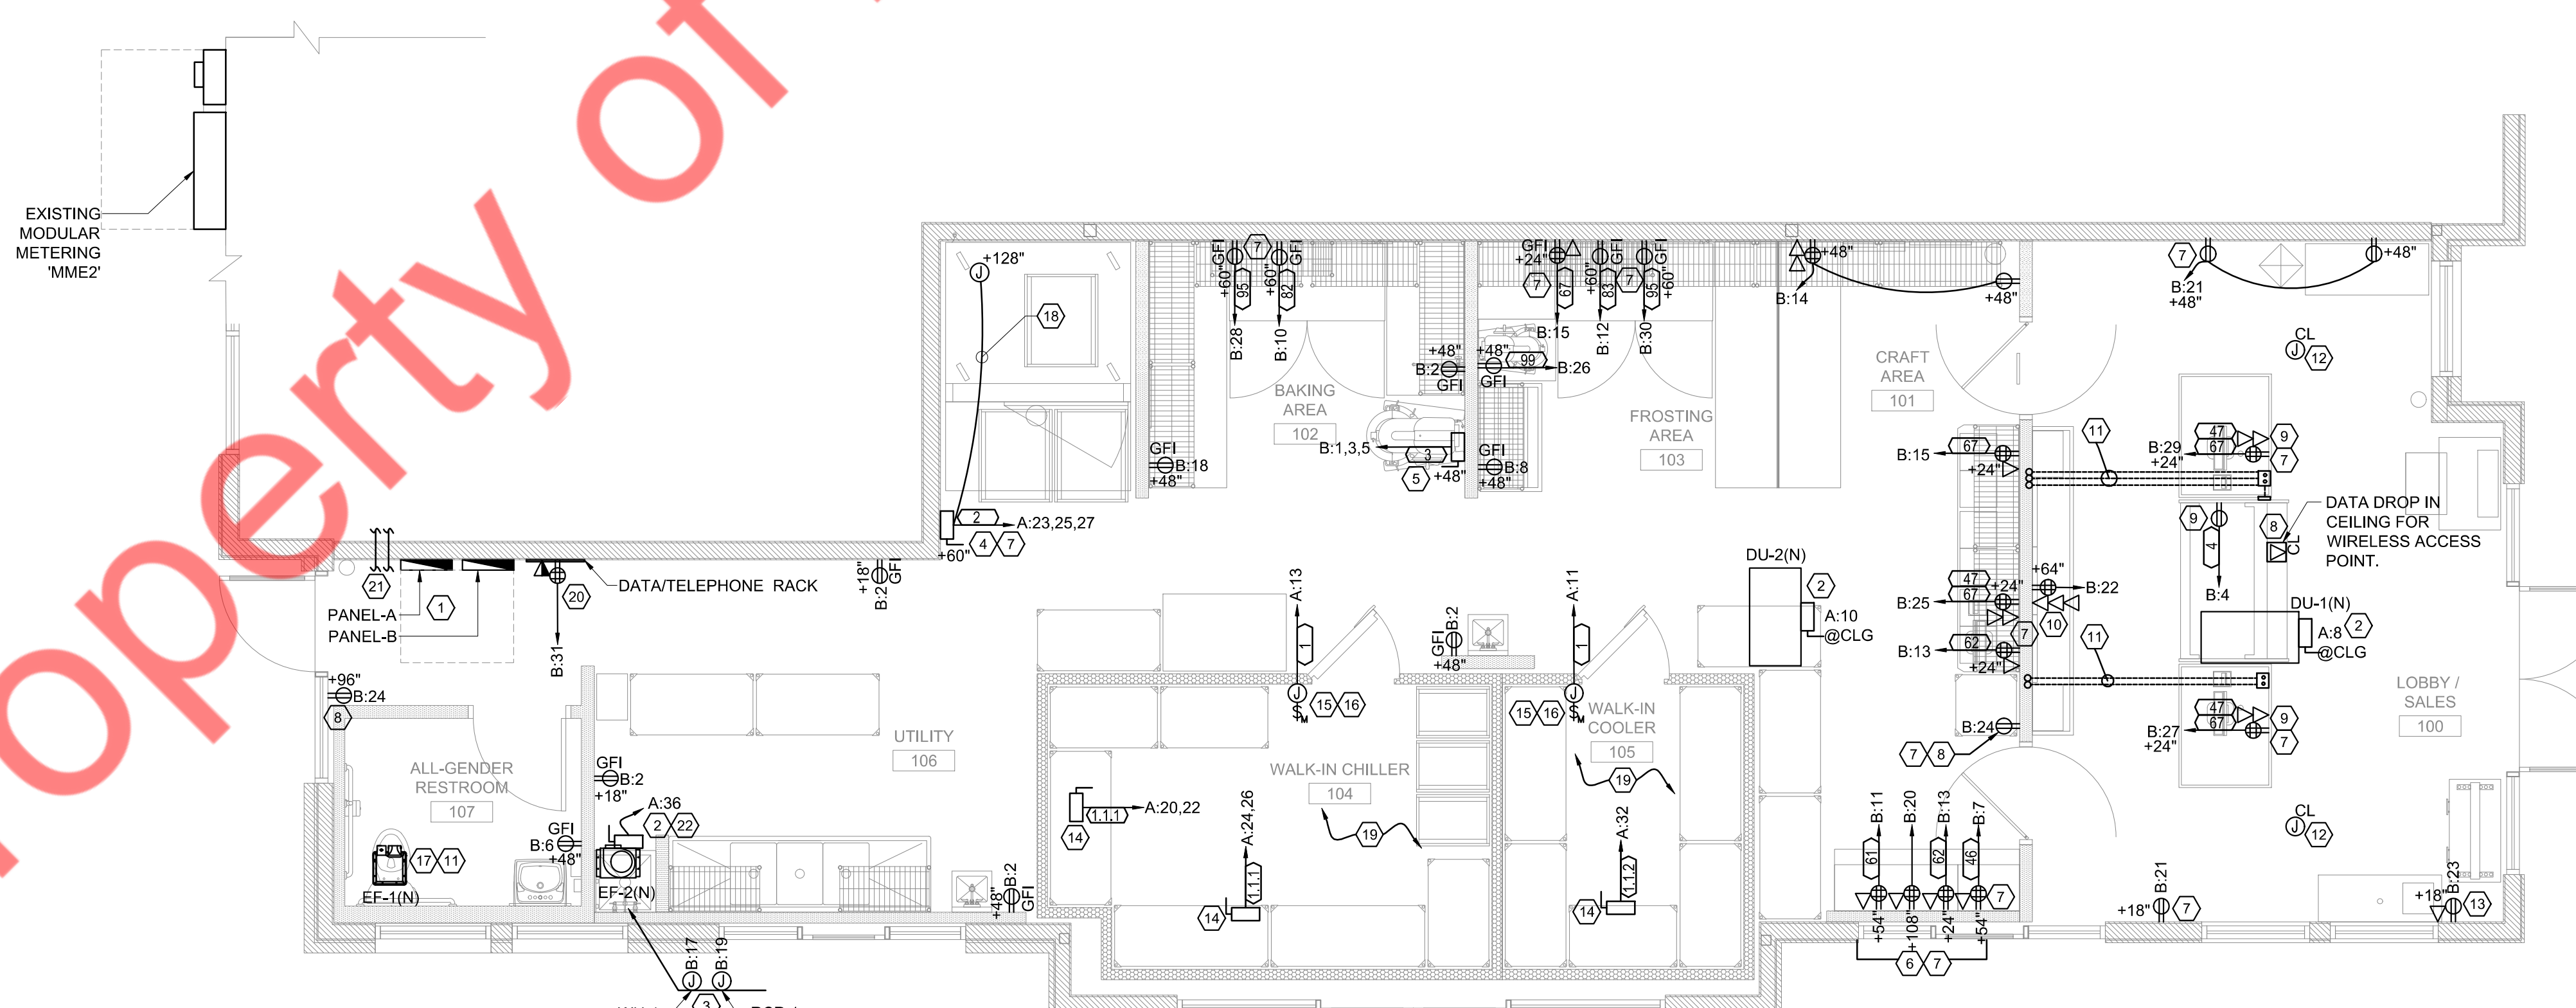 Property of
EXISTING
MODULAR
METERING
'MME2'
+128"
18
GFI
+60"
95
B:28
7
GFI
+60"
82
B:10
GFI
+24"
7
67
B:15
GFI
+60"
83
B:12
7
GFI
+60"
95
B:30
+48"
B:14
+48"
7
B:21
+48"
+48"
CL
J
12
BAKING
AREA
102
+48"
B:2
GFI
+48"
GFI
99
B:26
FROSTING
AREA
103
CRAFT
AREA
101
B:1,3,5
3
5
+48"
GFI
B:18
+48"
GFI
B:8
+48"
B:15
67
+24"
11
B:29
+24"
47
67
9
7
9
4
B:4
8
CL
DATA DROP IN
CEILING FOR
WIRELESS ACCESS
POINT.
2
A:23,25,27
+60"
4
7
21
PANEL-A
PANEL-B
1
20
B:31
DATA/TELEPHONE RACK
+18"
B:2
GFI
A:13
1
J
15
16
GFI
B:2
+48"
A:11
1
J
15
16
DU-2(N)
2
A:10
@CLG
47
67
+24"
B:25
+64"
B:22
10
7
62
B:13
+24"
11
DU-1(N)
2
A:8
@CLG
+96"
B:24
8
UTILITY
106
WALK-IN
COOLER
105
WALK-IN CHILLER
104
19
19
B:24
7
8
B:27
+24"
47
67
9
7
LOBBY /
SALES
100
ALL-GENDER
RESTROOM
107
GFI
B:2
+18"
A:36
2
22
GFI
B:6
+48"
17
11
EF-1(N)
EF-2(N)
1.1.1
A:20,22
14
A:24,26
1.1.1
14
A:32
1.1.2
14
+48"
B:2
GFI
B:11
61
+54"
B:20
+108"
B:13
62
+24"
B:7
46
+54"
7
6
7
CL
J
12
B:21
+18"
7
B:23
+18"
13
B:17
B:19
J
J
3